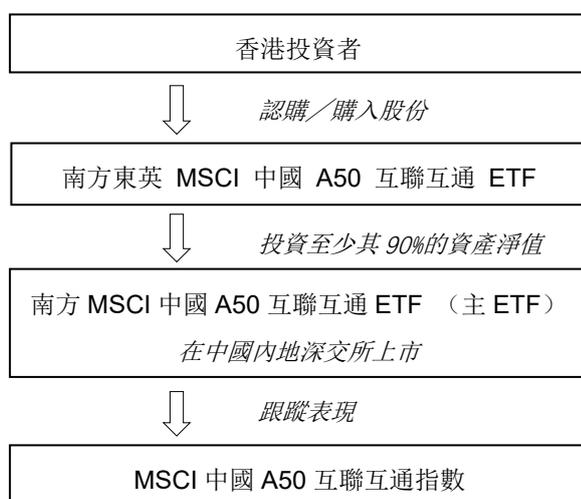 香港投資者
認購／購入股份
南方東英 MSCI 中國 A50 互聯互通 ETF
投資至少其 90%的資產淨值
南方 MSCI 中國 A50 互聯互通 ETF （主 ETF）
在中國內地深交所上市
跟蹤表現
MSCI 中國 A50 互聯互通指數